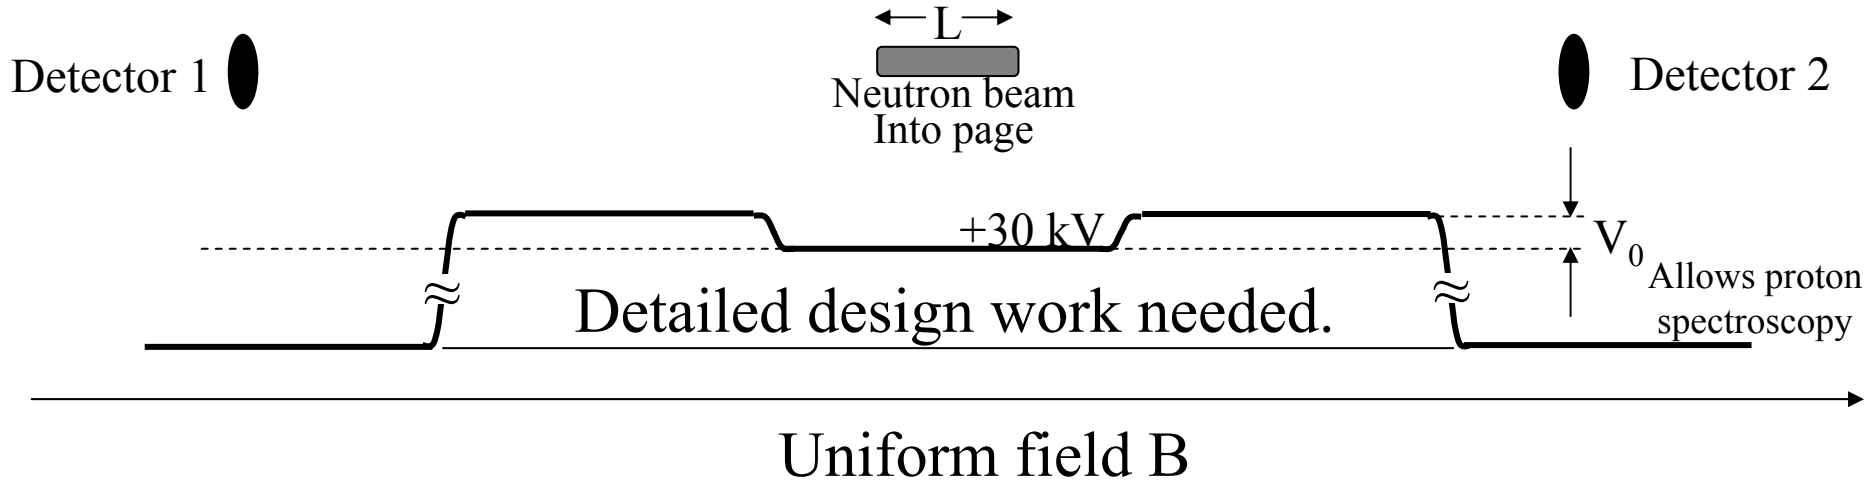 L
Detector 1
Neutron beam
Into page
Detector 2
+30 kV
V0
Allows proton
spectroscopy
≈
Detailed design work needed.
≈
Uniform field B